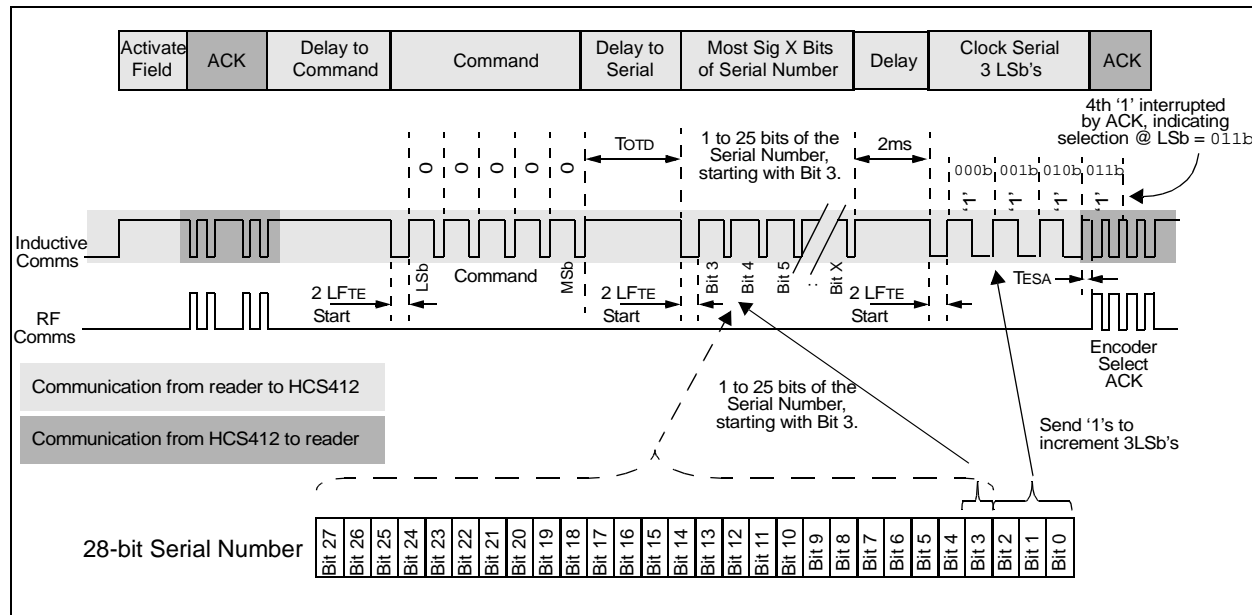 Activate
Field
ACK
Delay to
Command
Command
Delay to
Serial
Most Sig X Bits
of Serial Number
Delay
Clock Serial
3 LSb's
ACK
4th '1' interrupted
by ACK, indicating
selection @ LSb = 011b
0 0 0 0 0
TOTD
1 to 25 bits of the
Serial Number,
starting with Bit 3.
2ms
000b 001b 010b 011b
'1' '1' '1' '1'
Inductive
Comms
LSb
Command
MSb
Bit 3
Bit 4
Bit 5
:
Bit X
TESA
2 LFTE
Start
2 LFTE
Start
2 LFTE
Start
RF
Comms
Encoder
Select
ACK
Communication from reader to HCS412
Communication from HCS412 to reader
1 to 25 bits of the
Serial Number,
starting with Bit 3.
Send '1's to
increment 3LSb's
28-bit Serial Number
Bit 27
Bit 26
Bit 25
Bit 24
Bit 23
Bit 22
Bit 21
Bit 20
Bit 19
Bit 18
Bit 17
Bit 16
Bit 15
Bit 14
Bit 13
Bit 12
Bit 11
Bit 10
Bit 9
Bit 8
Bit 7
Bit 6
Bit 5
Bit 4
Bit 3
Bit 2
Bit 1
Bit 0